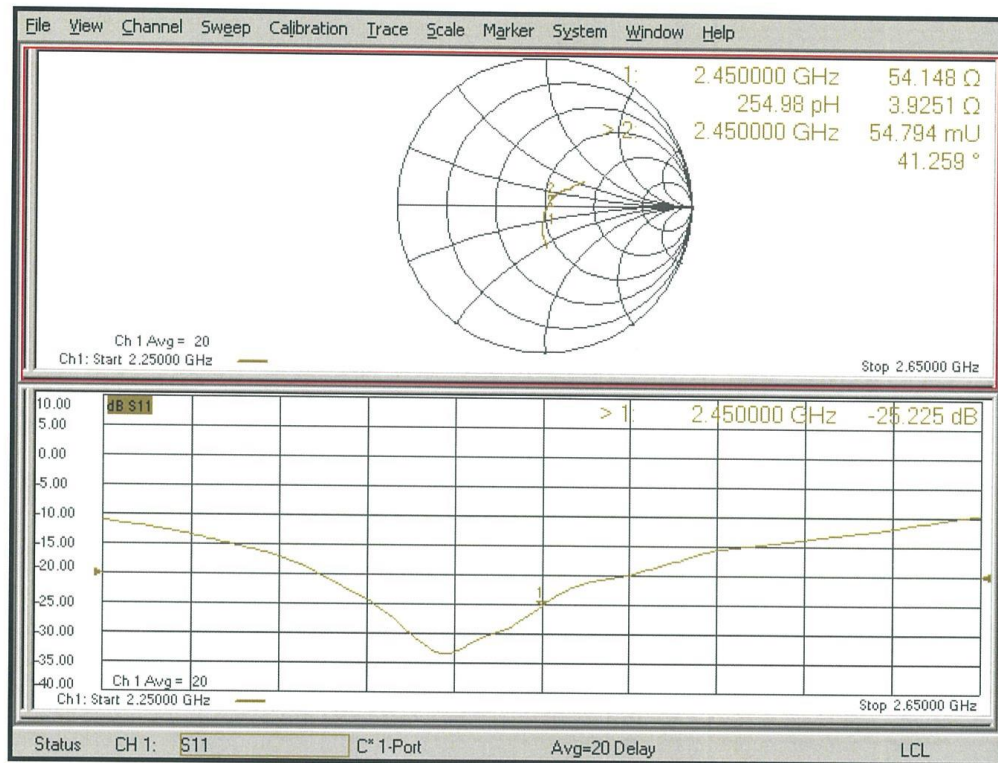 File View Channel Sweep Calibration Trace Scale Marker System Window Help
1: 2.450000 GHz 54.148 Ω
254.98 pH 3.9251 Ω
> 2: 2.450000 GHz 54.794 mU
41.259 °
2
1
Ch 1 Avg = 20
Ch1: Start 2.25000 GHz
Stop 2.65000 GHz
10.00
dB S11
> 1: 2.450000 GHz -25.225 dB
5.00
0.00
-5.00
-10.00
-15.00
-20.00
-25.00
1
-30.00
-35.00
-40.00
Ch 1 Avg = 20
Ch1: Start 2.25000 GHz
Stop 2.65000 GHz
Status CH 1: S11 C* 1-Port Avg=20 Delay LCL